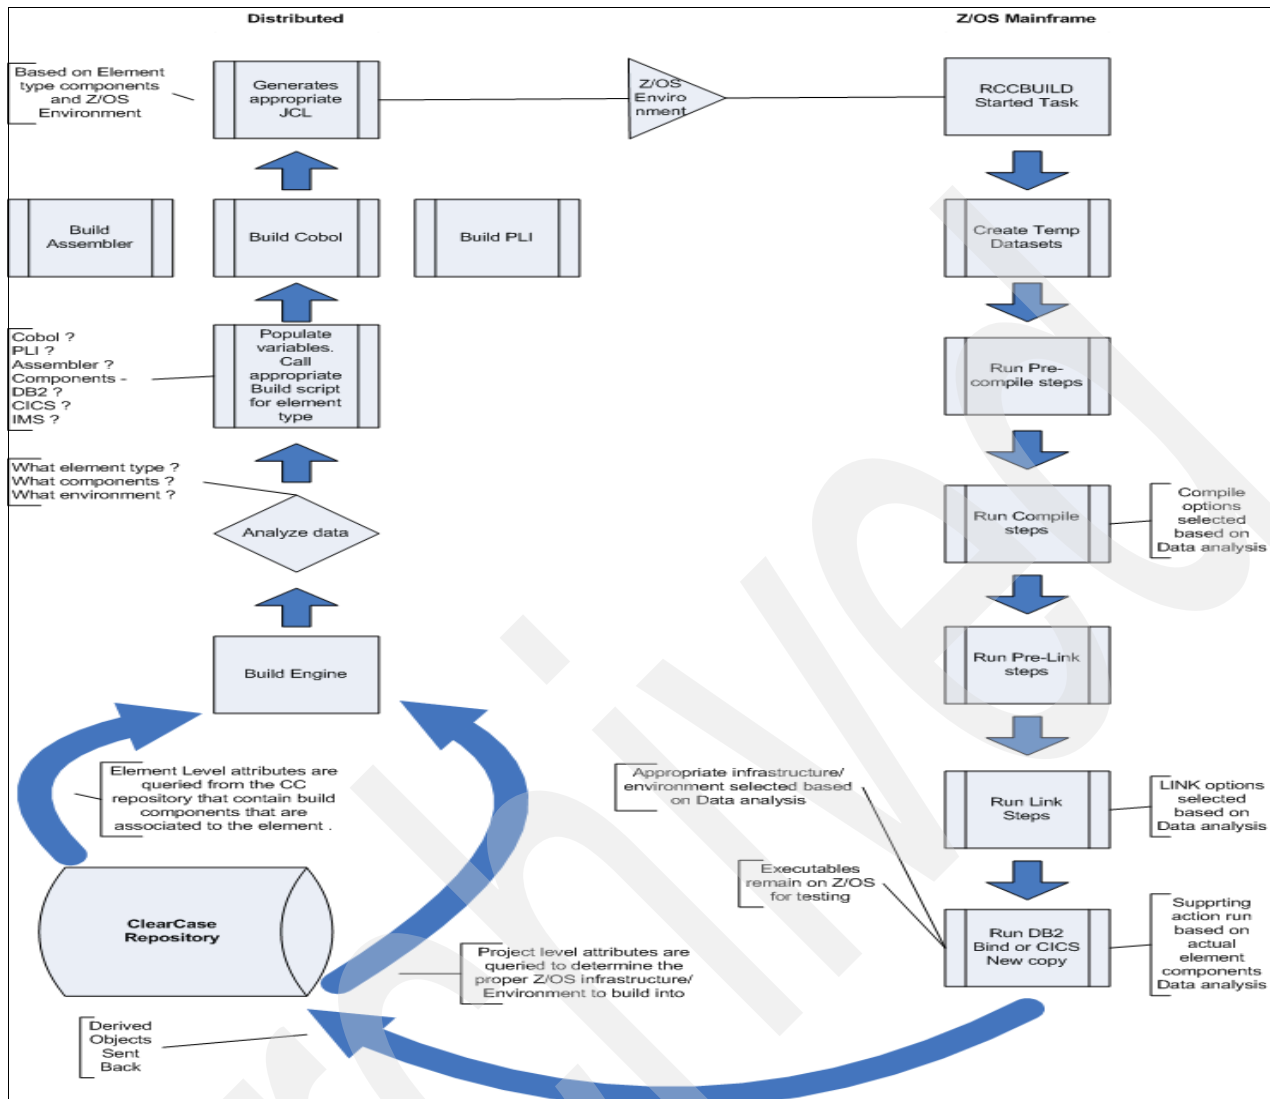 Distributed
Z/OS Mainframe
Based on Element
type components
and Z/OS
Environment
Generates
appropriate
JCL
Z/OS
Enviro
nment
RCCBUILD
Started Task
Build
Assembler
Build Cobol
Build PLI
Create Temp
Datasets
Cobol ?
PLI ?
Assembler ?
Components -
DB2 ?
CICS ?
IMS ?
Populate
variables.
Call
appropriate
Build script
for element
type
Run Pre-
compile steps
What element type ?
What components ?
What environment ?
Analyze data
Run Compile
steps
Compile
options
selected
based on
Data analysis
Build Engine
Run Pre-Link
steps
Element Level attributes are
queried from the CC
repository that contain build
components that are
associated to the element .
Appropriate infrastructure/
environment selected based
on Data analysis
Run Link
Steps
LINK options
selected
based on
Data analysis
Executables
remain on Z/OS
for testing
ClearCase
Repository
Run DB2
Bind or CICS
New copy
Supprting
action run
based on
actual
element
components
Data analysis
Project level attributes are
queried to determine the
proper Z/OS infrastructure/
Environment to build into
Derived
Objects
Sent
Back